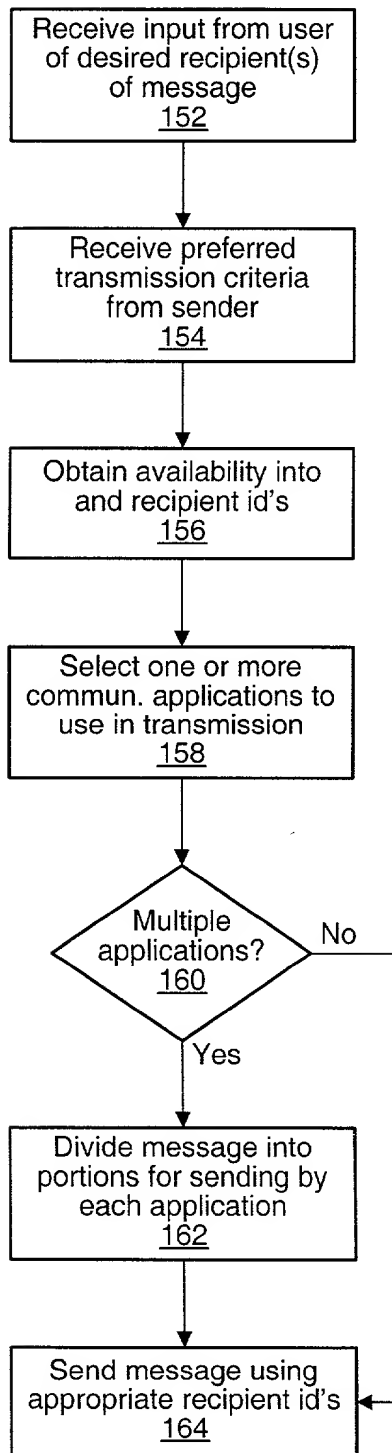 Receive input from user
of desired recipient(s)
of message
152
Receive preferred
transmission criteria
from sender
154
Obtain availability into
and recipient id's
156
Select one or more
commun. applications to
use in transmission
158
Multiple
applications?
160
No
Yes
Divide message into
portions for sending by
each application
162
Send message using
appropriate recipient id's
164